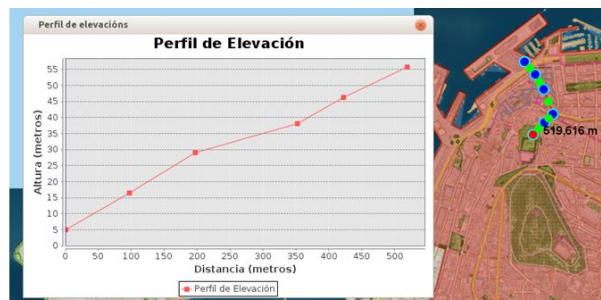 Perfil de elevacións
Perfil de Elevación
Altura (metros)
55
50
45
40
35
30
25
20
15
10
5
0
0 50 100 150 200 250 300 350 400 450 500
Distancia (metros)
Perfil de Elevación
519,616 m